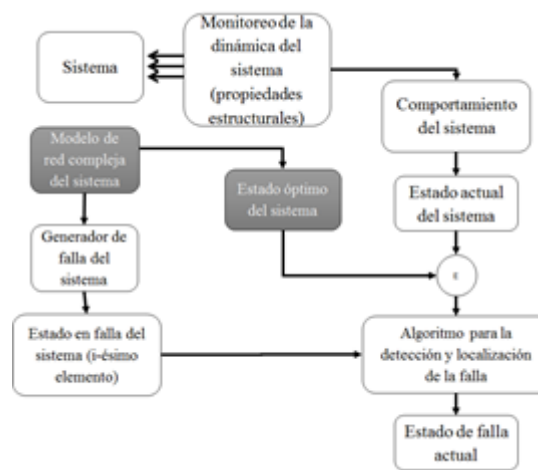 Monitoreo de la
dinámica del
sistema
(propiedades
estructurales)
Sistema
Comportamiento
del sistema
Modelo de
red compleja
del sistema
Estado óptimo
del sistema
Estado actual
del sistema
Generador de
falla del
sistema
ε
Estado en falla del
sistema (i-ésimo
elemento)
Algoritmo para la
detección y localización
de la falla
Estado de falla
actual